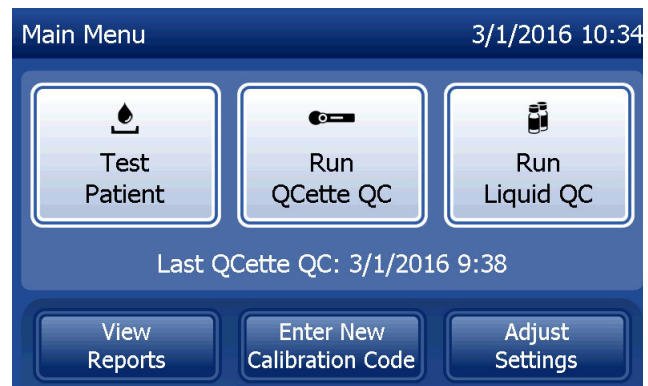 Main Menu 3/1/2016 10:34
Test
Patient
Run
QCette QC
Run
Liquid QC
Last QCette QC: 3/1/2016 9:38
View
Reports
Enter New
Calibration Code
Adjust
Settings